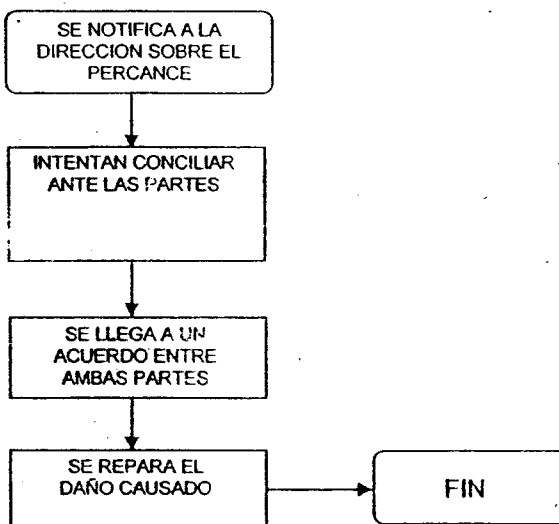 SE NOTIFICA A LA
DIRECCION SOBRE EL
PERCANCE
INTENTAN CONCILIAR
ANTE LAS PARTES
SE LLEGA A UN
ACUERDO ENTRE
AMBAS PARTES
SE REPARA EL
DAÑO CAUSADO
FIN